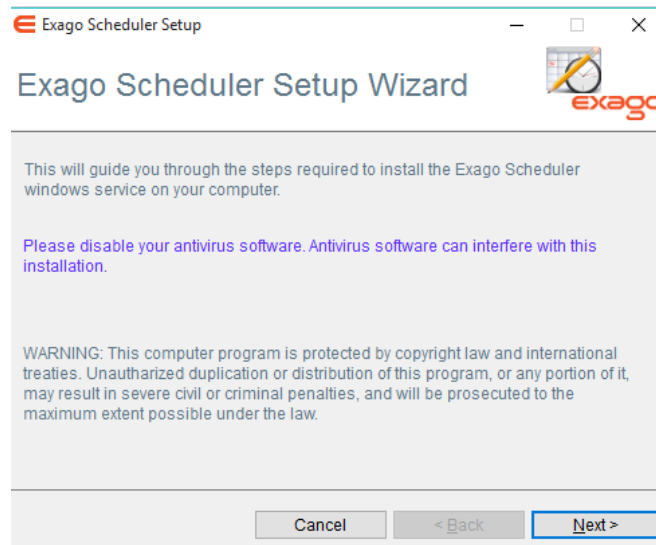 Exago Scheduler Setup
Exago Scheduler Setup Wizard
exago
This will guide you through the steps required to install the Exago Scheduler
windows service on your computer.
Please disable your antivirus software. Antivirus software can interfere with this
installation.
WARNING: This computer program is protected by copyright law and international
treaties. Unautharized duplication or distribution of this program, or any portion of it,
may result in severe civil or criminal penalties, and will be prosecuted to the
maximum extent possible under the law.
Cancel
< Back
Next >